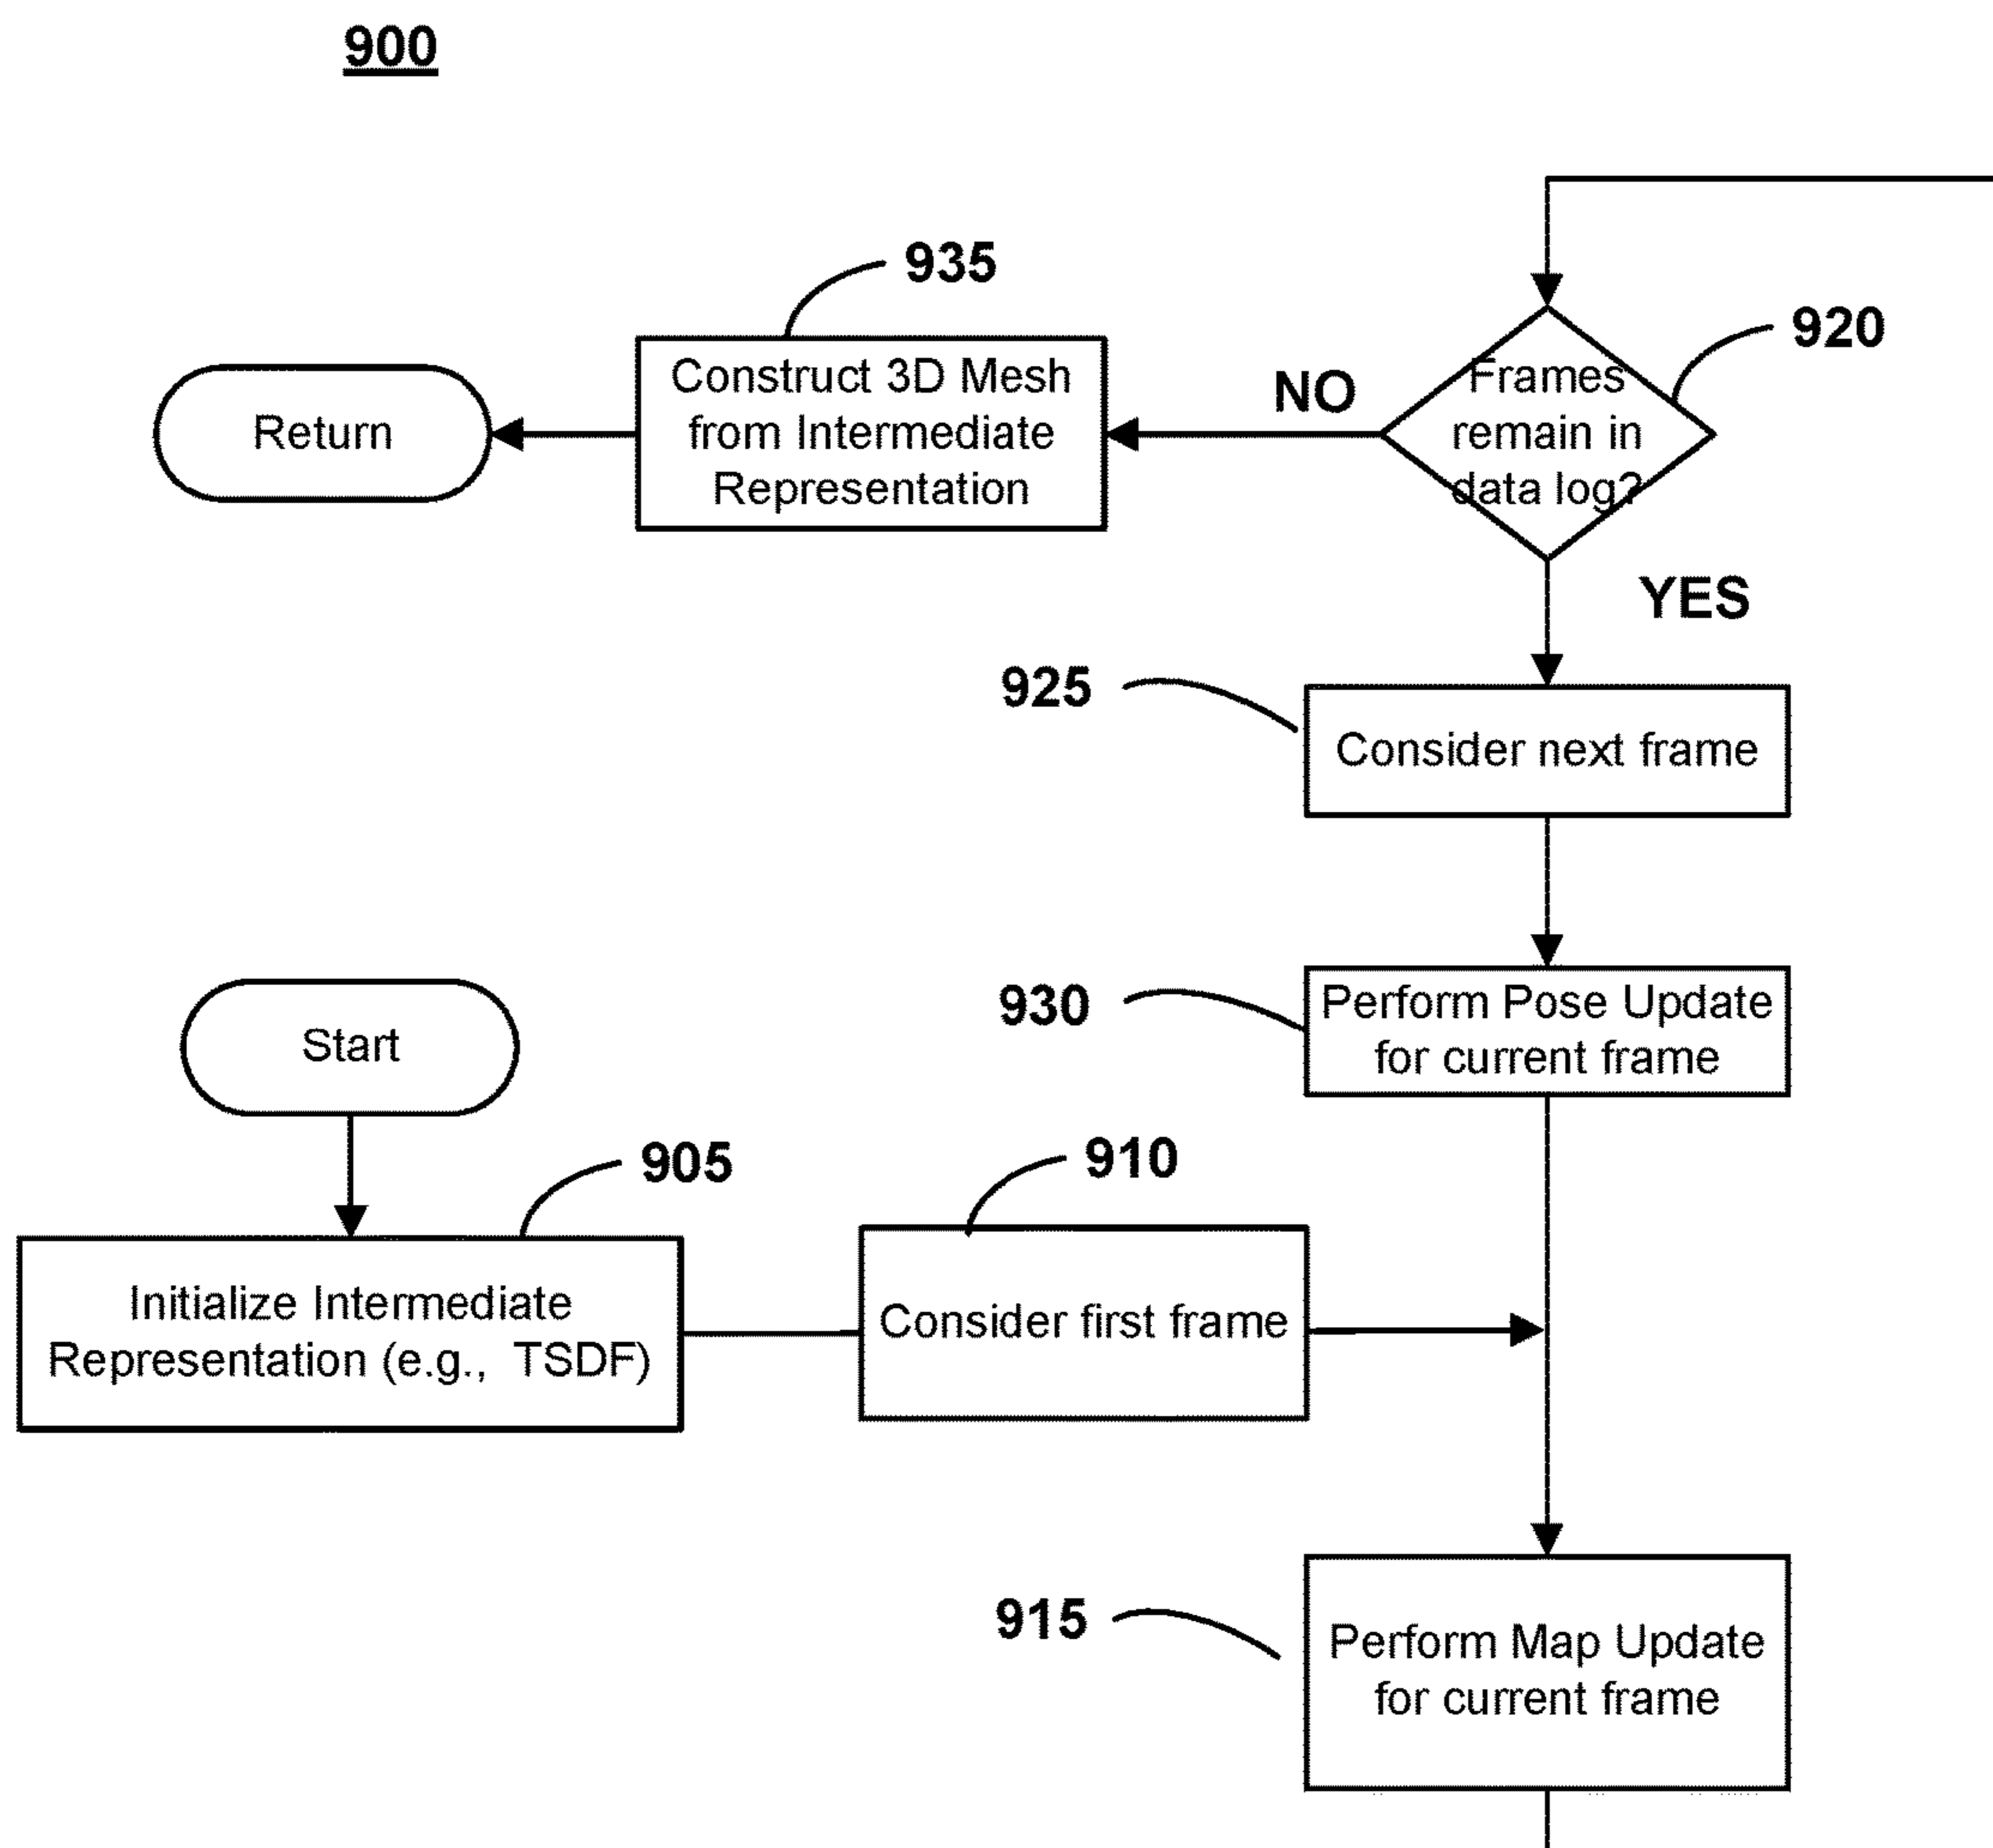 900
935
920
Return
Construct 3D Mesh
from Intermediate
Representation
NO
Frames
remain in
data log?
YES
925
Consider next frame
930
Perform Pose Update
for current frame
Start
905
910
Initialize Intermediate
Representation (e.g., TSDF)
Consider first frame
915
Perform Map Update
for current frame